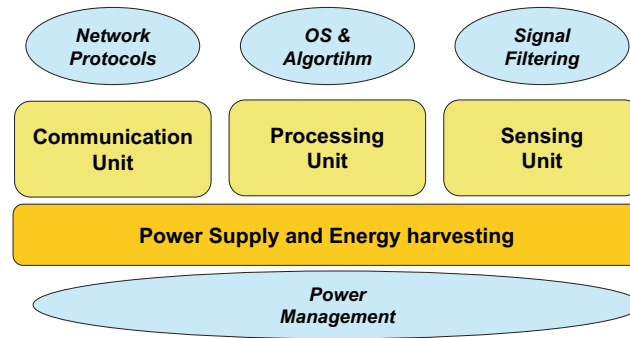 Network
Protocols
OS &
Algortihm
Signal
Filtering
Communication
Unit
Processing
Unit
Sensing
Unit
Power Supply and Energy harvesting
Power
Management